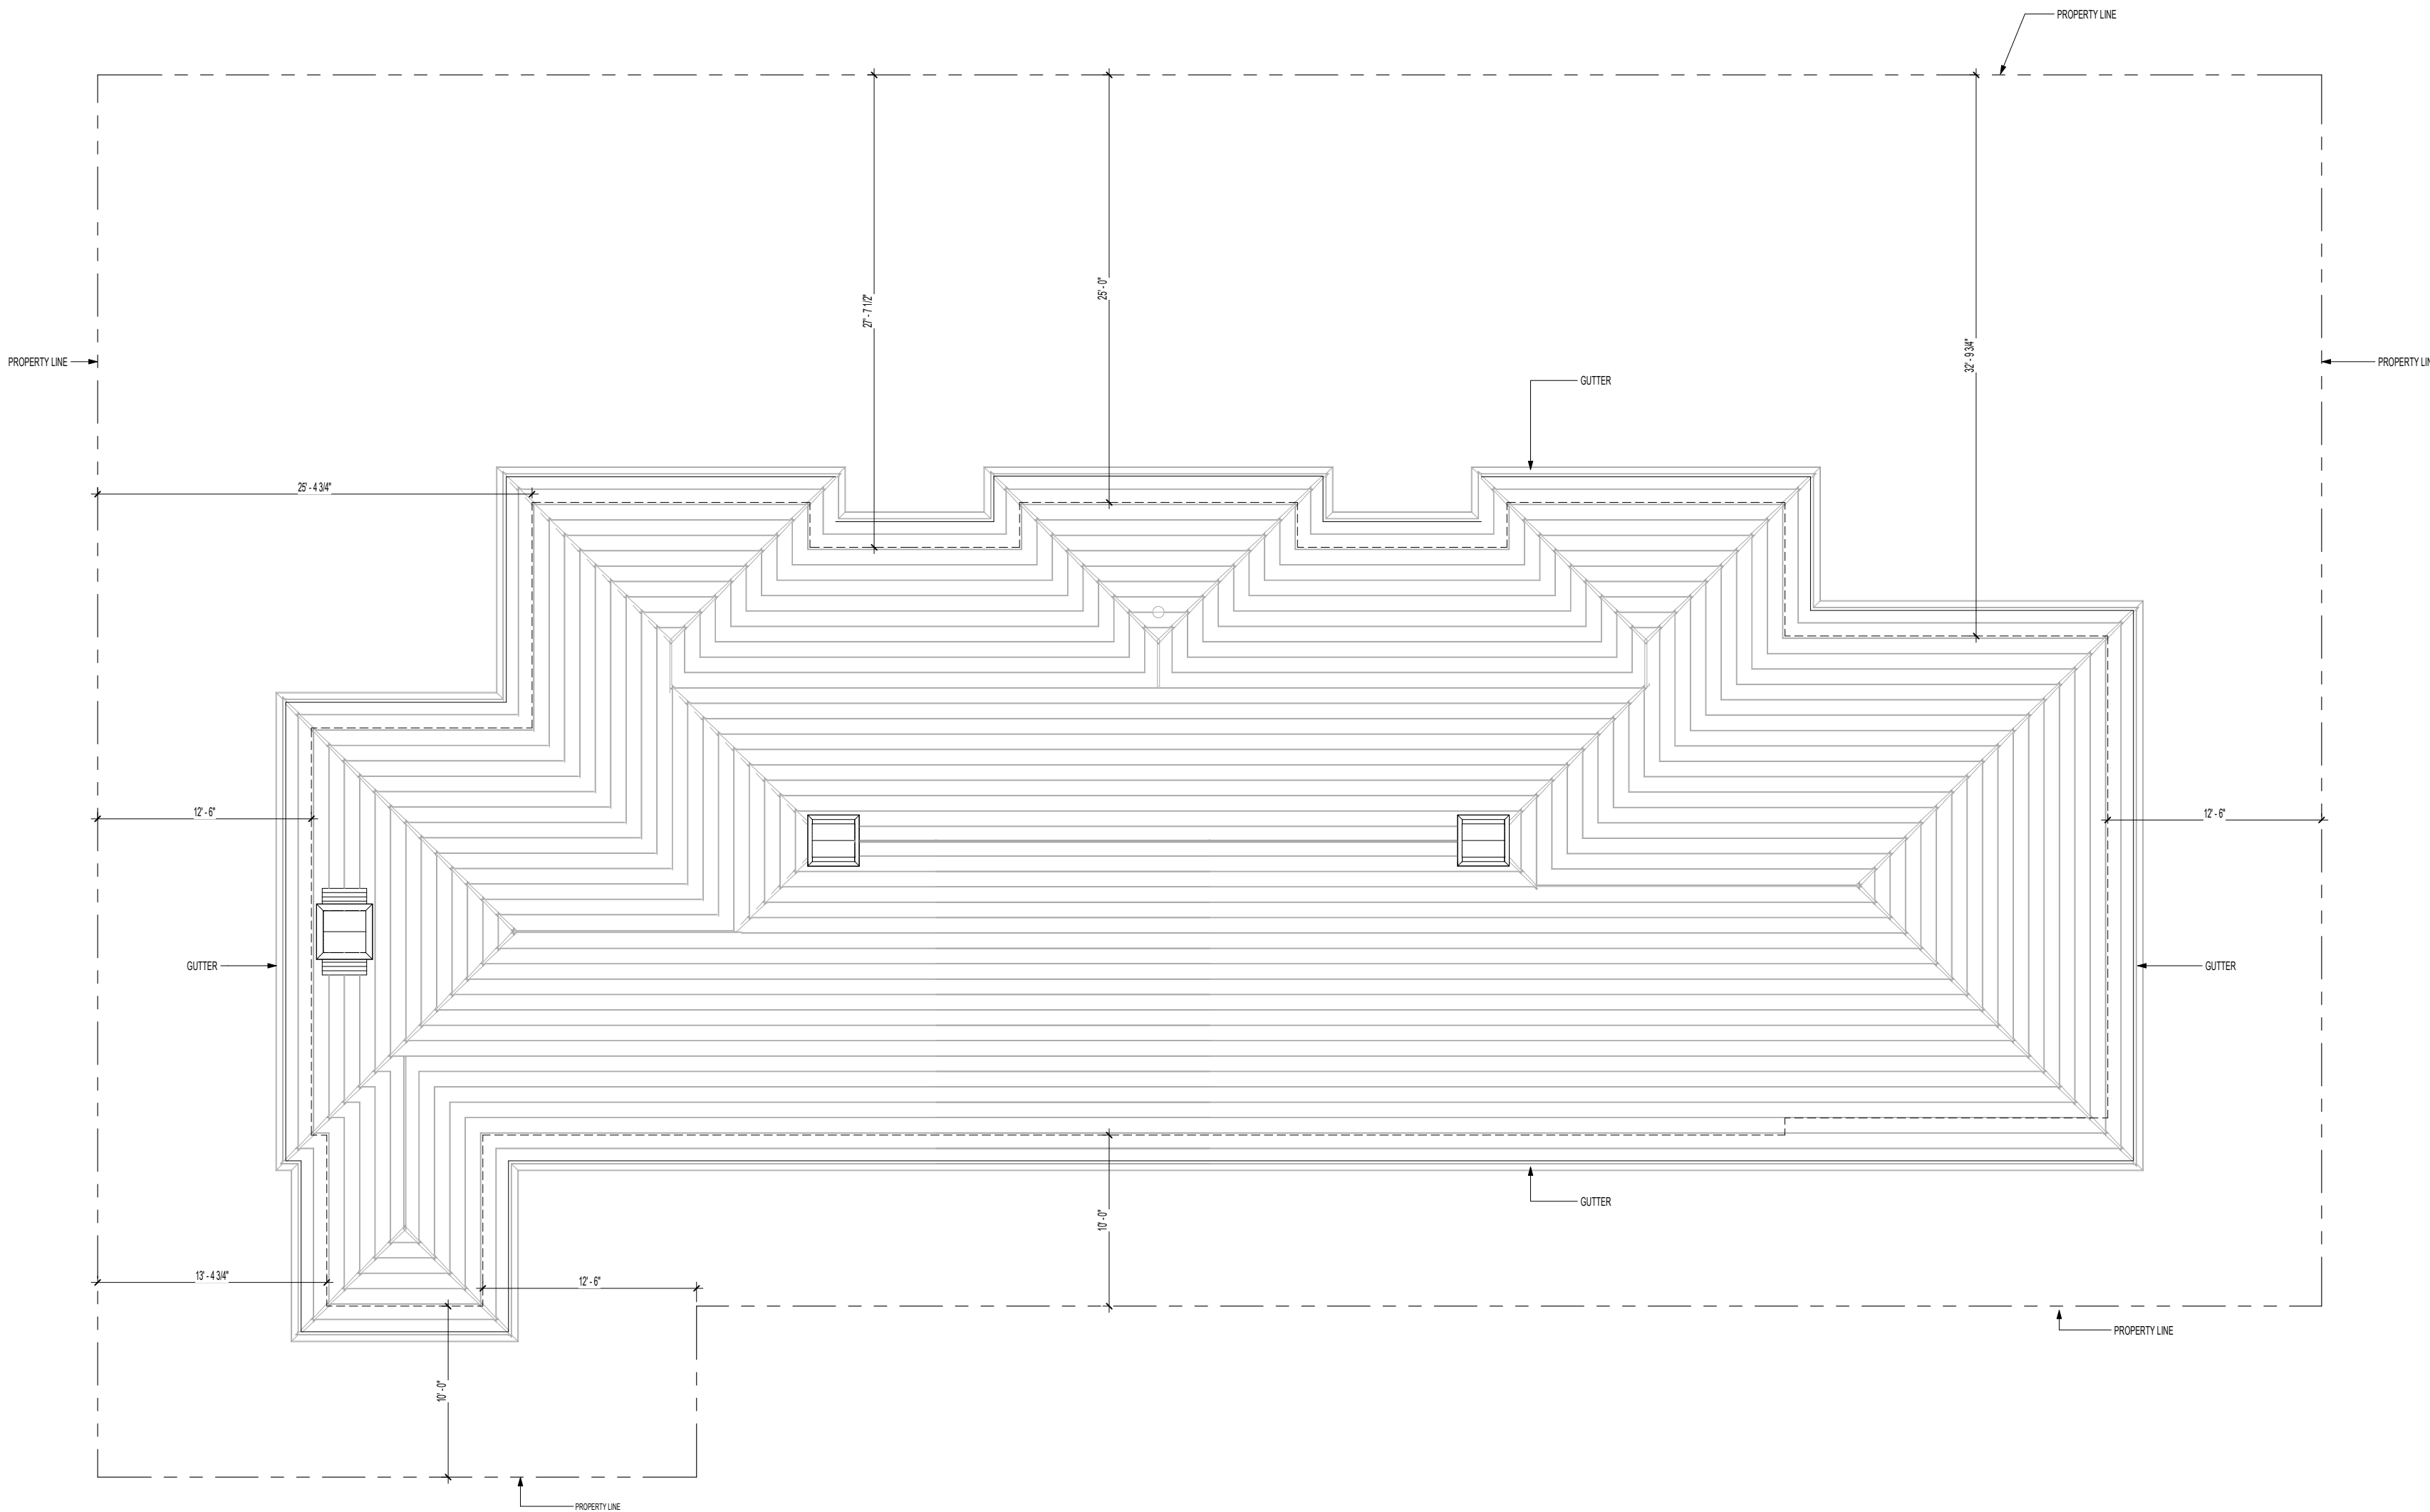 PROPERTY LINE
27' - 7 1/2"
25' - 0"
32' - 9 3/4"
PROPERTY LINE
PROPERTY LIN
GUTTER
25' - 4 3/4"
12' - 6"
12' - 6"
GUTTER
GUTTER
GUTTER
10' - 0"
13' - 4 3/4"
12' - 6"
PROPERTY LINE
10' - 0"
PROPERTY LINE